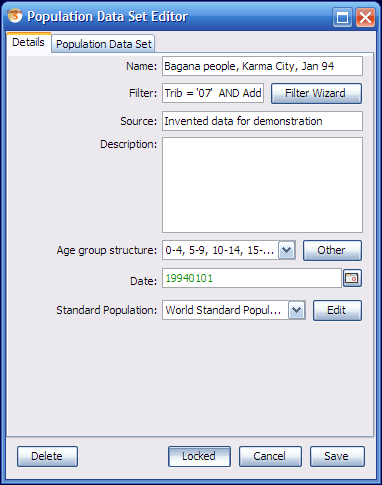 Population Data Set Editor
Details Population Data Set
Name: Bagana people, Karma City, Jan 94
Filter: Trib = '07' AND Add Filter Wizard
Source: Invented data for demonstration
Description:
Age group structure: 0-4, 5-9, 10-14, 15-... Other
Date: 19940101
Standard Population: World Standard Popul... Edit
Delete Locked Cancel Save